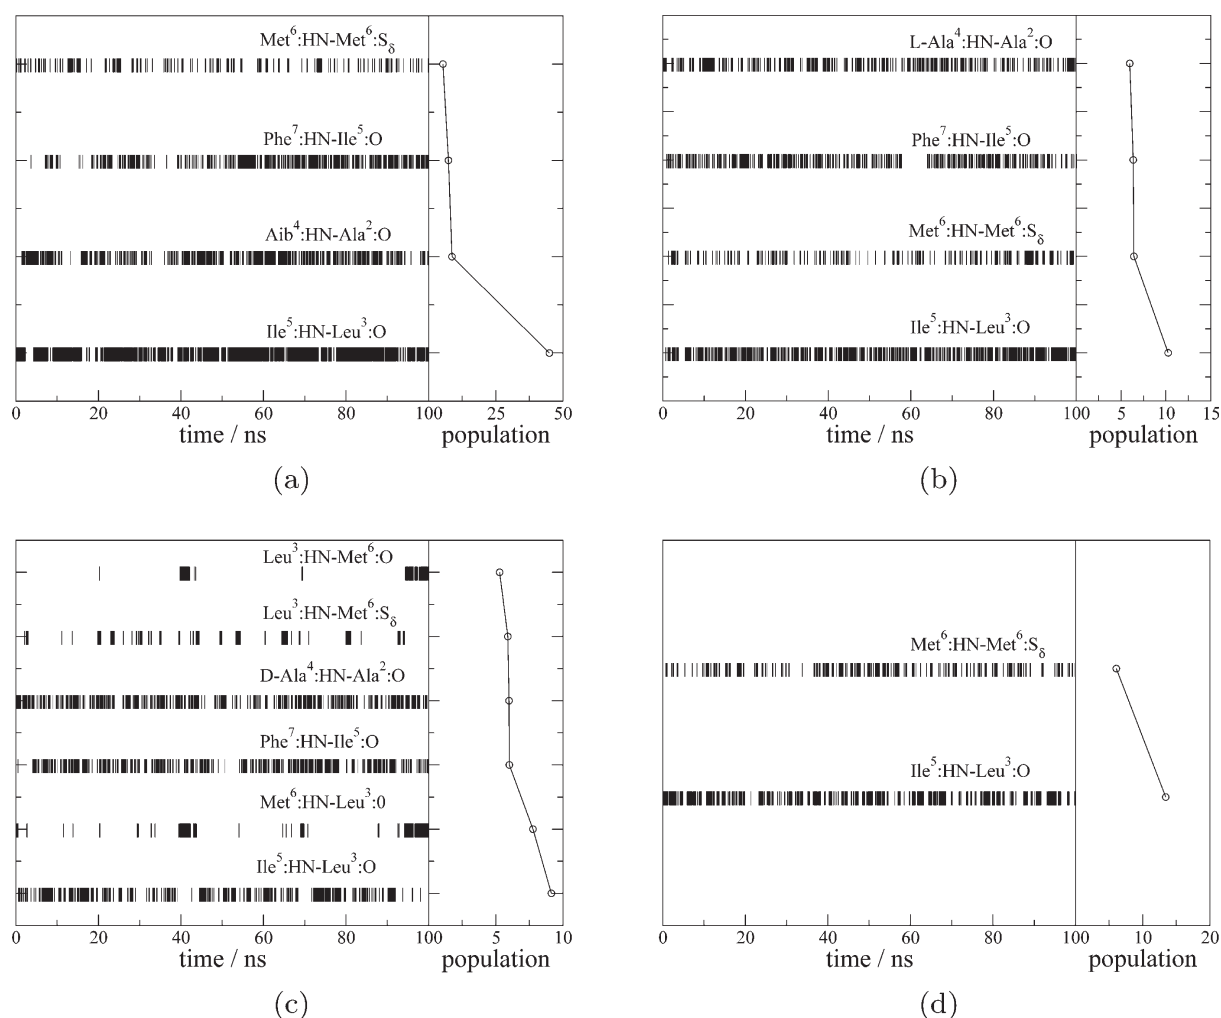 Met⁶:HN-Met⁶:S_δ
Phe⁷:HN-Ile⁵:O
Aib⁴:HN-Ala²:O
Ile⁵:HN-Leu³:O
0 20 40 60 80 100 25 50
time / ns population
(a)
L-Ala⁴:HN-Ala²:O
Phe⁷:HN-Ile⁵:O
Met⁶:HN-Met⁶:S_δ
Ile⁵:HN-Leu³:O
0 20 40 60 80 100 5 10 15
time / ns population
(b)
Leu³:HN-Met⁶:O
Leu³:HN-Met⁶:S_δ
D-Ala⁴:HN-Ala²:O
Phe⁷:HN-Ile⁵:O
Met⁶:HN-Leu³:0
Ile⁵:HN-Leu³:O
0 20 40 60 80 100 5 10
time / ns population
(c)
Met⁶:HN-Met⁶:S_δ
Ile⁵:HN-Leu³:O
0 20 40 60 80 100 10 20
time / ns population
(d)